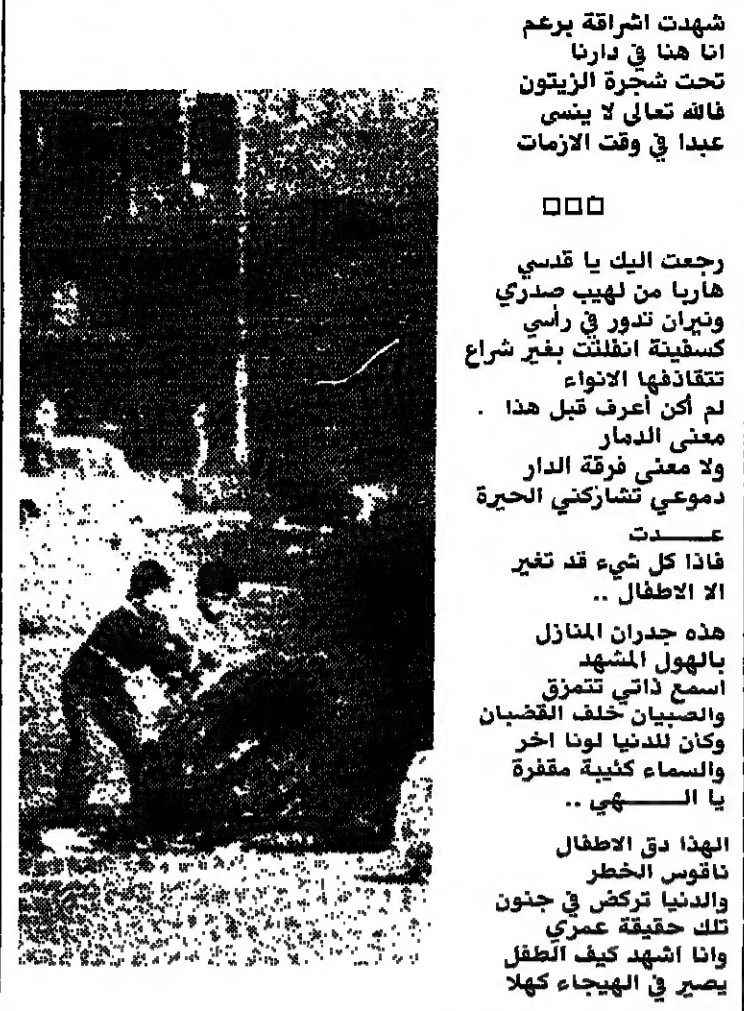 شهدت اشراقة برعم
انا هنا في دارنا
تحت شجرة الزيتون
فالله تعالى لا ينسى
عبدا في وقت الازمات
□□□
رجعت اليك يا قدسي
هاربا من لهيب صدري
ونيران تدور في رأسي
كسفينة انفلتت بغير شراع
تتقاذفها الانواء
لم أكن أعرف قبل هذا .
معنى الدمار
ولا معنى فرقة الدار
دموعي تشاركني الحيرة
عـــــدت
فاذا كل شيء قد تغير
الا الاطفال ..
هذه جدران المنازل
بالهول المشهد
اسمع ذاتي تتمزق
والصبيان خلف القضبان
وكان للدنيا لونا اخر
والسماء كئيبة مقفرة
يا الـــــهي ..
الهذا دق الاطفال
ناقوس الخطر
والدنيا تركض في جنون
تلك حقيقة عمري
وانا اشهد كيف الطفل
يصير في الهيجاء كهلا